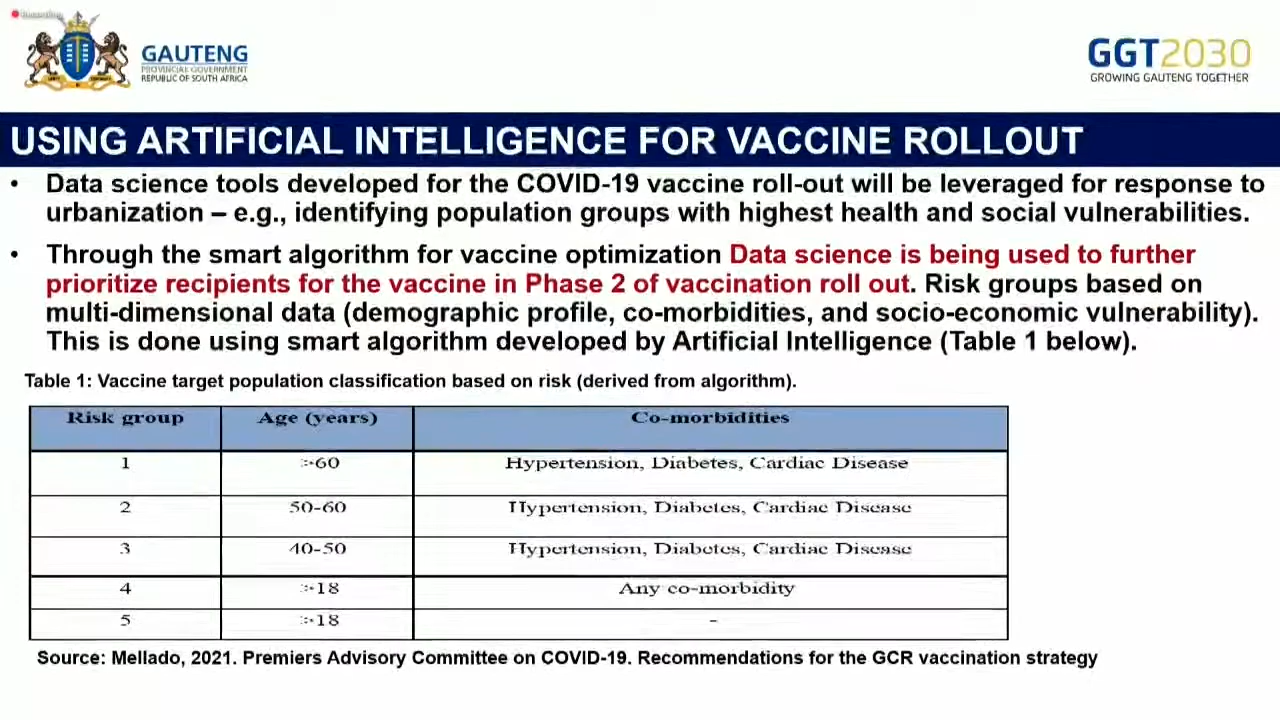 Recording
GAUTENG
PROVINCIAL GOVERNMENT
REPUBLIC OF SOUTH AFRICA
GGT2030
GROWING GAUTENG TOGETHER
USING ARTIFICIAL INTELLIGENCE FOR VACCINE ROLLOUT
• Data science tools developed for the COVID-19 vaccine roll-out will be leveraged for response to
urbanization – e.g., identifying population groups with highest health and social vulnerabilities.
• Through the smart algorithm for vaccine optimization Data science is being used to further
prioritize recipients for the vaccine in Phase 2 of vaccination roll out. Risk groups based on
multi-dimensional data (demographic profile, co-morbidities, and socio-economic vulnerability).
This is done using smart algorithm developed by Artificial Intelligence (Table 1 below).
Table 1: Vaccine target population classification based on risk (derived from algorithm).
Risk group Age (years) Co-morbidities
1 >60 Hypertension, Diabetes, Cardiac Disease
2 50-60 Hypertension, Diabetes, Cardiac Disease
3 40-50 Hypertension, Diabetes, Cardiac Disease
4 >18 Any co-morbidity
5 >18 -
Source: Mellado, 2021. Premiers Advisory Committee on COVID-19. Recommendations for the GCR vaccination strategy